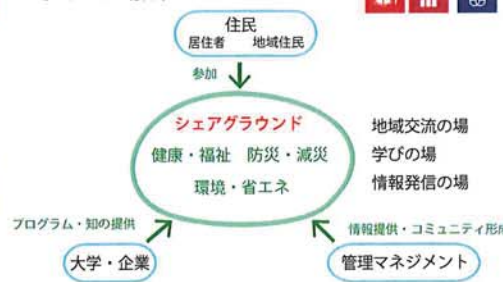 住民
居住者 地域住民
参加
シェアグラウンド
健康・福祉 防災・減災
環境・省エネ
地域交流の場
学びの場
情報発信の場
プログラム・知の提供
大学・企業
情報提供・コミュニティ形成
管理マネジメント